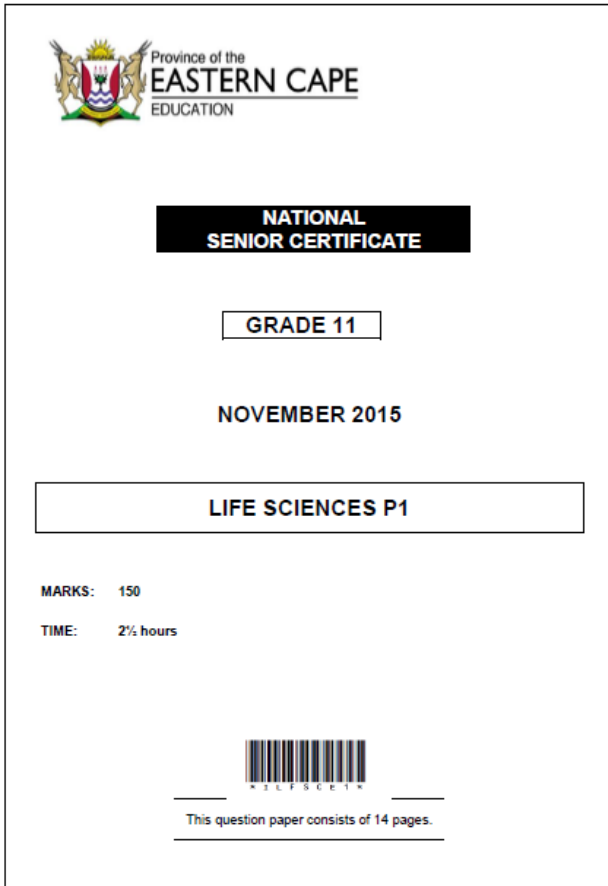 Province of the
EASTERN CAPE
EDUCATION
NATIONAL
SENIOR CERTIFICATE
GRADE 11
NOVEMBER 2015
LIFE SCIENCES P1
MARKS: 150
TIME: 2½ hours
*ILFSCE1*
This question paper consists of 14 pages.